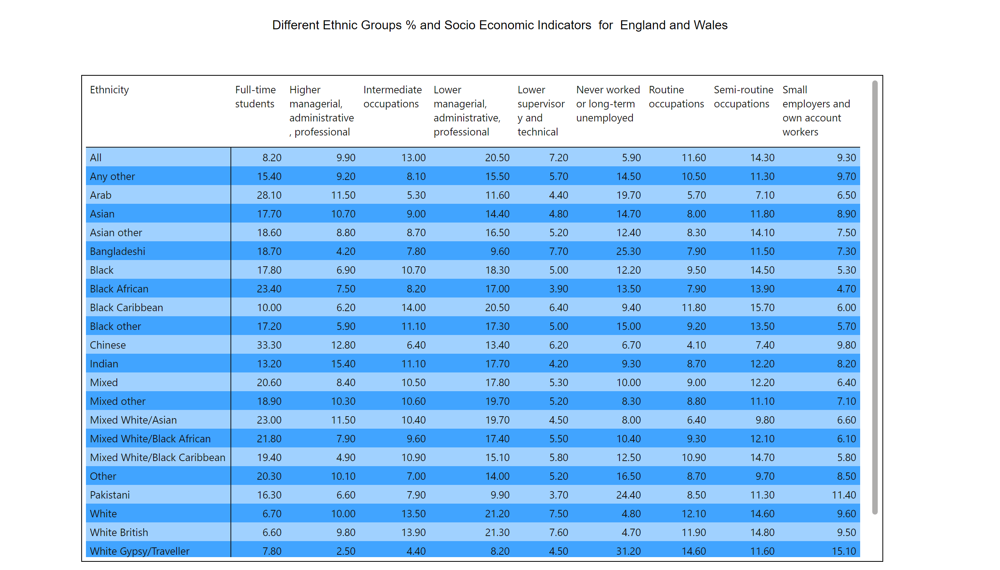 Different Ethnic Groups % and Socio Economic Indicators for England and Wales
Ethnicity Full-time Higher Intermediate Lower Lower Never worked Routine Semi-routine Small
students managerial, occupations managerial, supervisor or long-term occupations occupations employers and
administrative administrative, y and unemployed own account
, professional professional technical workers
All 8.20 9.90 13.00 20.50 7.20 5.90 11.60 14.30 9.30
Any other 15.40 9.20 8.10 15.50 5.70 14.50 10.50 11.30 9.70
Arab 28.10 11.50 5.30 11.60 4.40 19.70 5.70 7.10 6.50
Asian 17.70 10.70 9.00 14.40 4.80 14.70 8.00 11.80 8.90
Asian other 18.60 8.80 8.70 16.50 5.20 12.40 8.30 14.10 7.50
Bangladeshi 18.70 4.20 7.80 9.60 7.70 25.30 7.90 11.50 7.30
Black 17.80 6.90 10.70 18.30 5.00 12.20 9.50 14.50 5.30
Black African 23.40 7.50 8.20 17.00 3.90 13.50 7.90 13.90 4.70
Black Caribbean 10.00 6.20 14.00 20.50 6.40 9.40 11.80 15.70 6.00
Black other 17.20 5.90 11.10 17.30 5.00 15.00 9.20 13.50 5.70
Chinese 33.30 12.80 6.40 13.40 6.20 6.70 4.10 7.40 9.80
Indian 13.20 15.40 11.10 17.70 4.20 9.30 8.70 12.20 8.20
Mixed 20.60 8.40 10.50 17.80 5.30 10.00 9.00 12.20 6.40
Mixed other 18.90 10.30 10.60 19.70 5.20 8.30 8.80 11.10 7.10
Mixed White/Asian 23.00 11.50 10.40 19.70 4.50 8.00 6.40 9.80 6.60
Mixed White/Black African 21.80 7.90 9.60 17.40 5.50 10.40 9.30 12.10 6.10
Mixed White/Black Caribbean 19.40 4.90 10.90 15.10 5.80 12.50 10.90 14.70 5.80
Other 20.30 10.10 7.00 14.00 5.20 16.50 8.70 9.70 8.50
Pakistani 16.30 6.60 7.90 9.90 3.70 24.40 8.50 11.30 11.40
White 6.70 10.00 13.50 21.20 7.50 4.80 12.10 14.60 9.60
White British 6.60 9.80 13.90 21.30 7.60 4.70 11.90 14.80 9.50
White Gypsy/Traveller 7.80 2.50 4.40 8.20 4.50 31.20 14.60 11.60 15.10